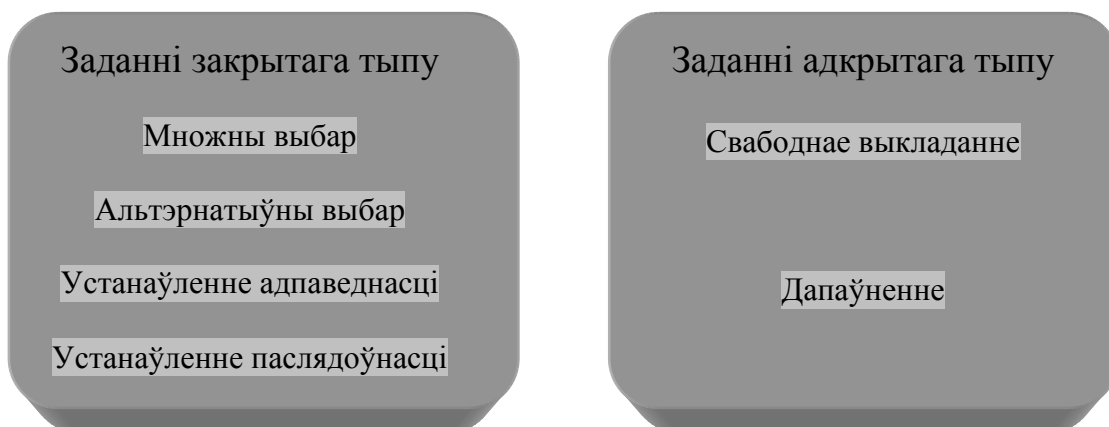 Заданні закрытага тыпу
Множны выбар
Альтэрнатыўны выбар
Устанаўленне адпаведнасці
Устанаўленне паслядоўнасці
Заданні адкрытага тыпу
Свабоднае выкладанне
Дапаўненне